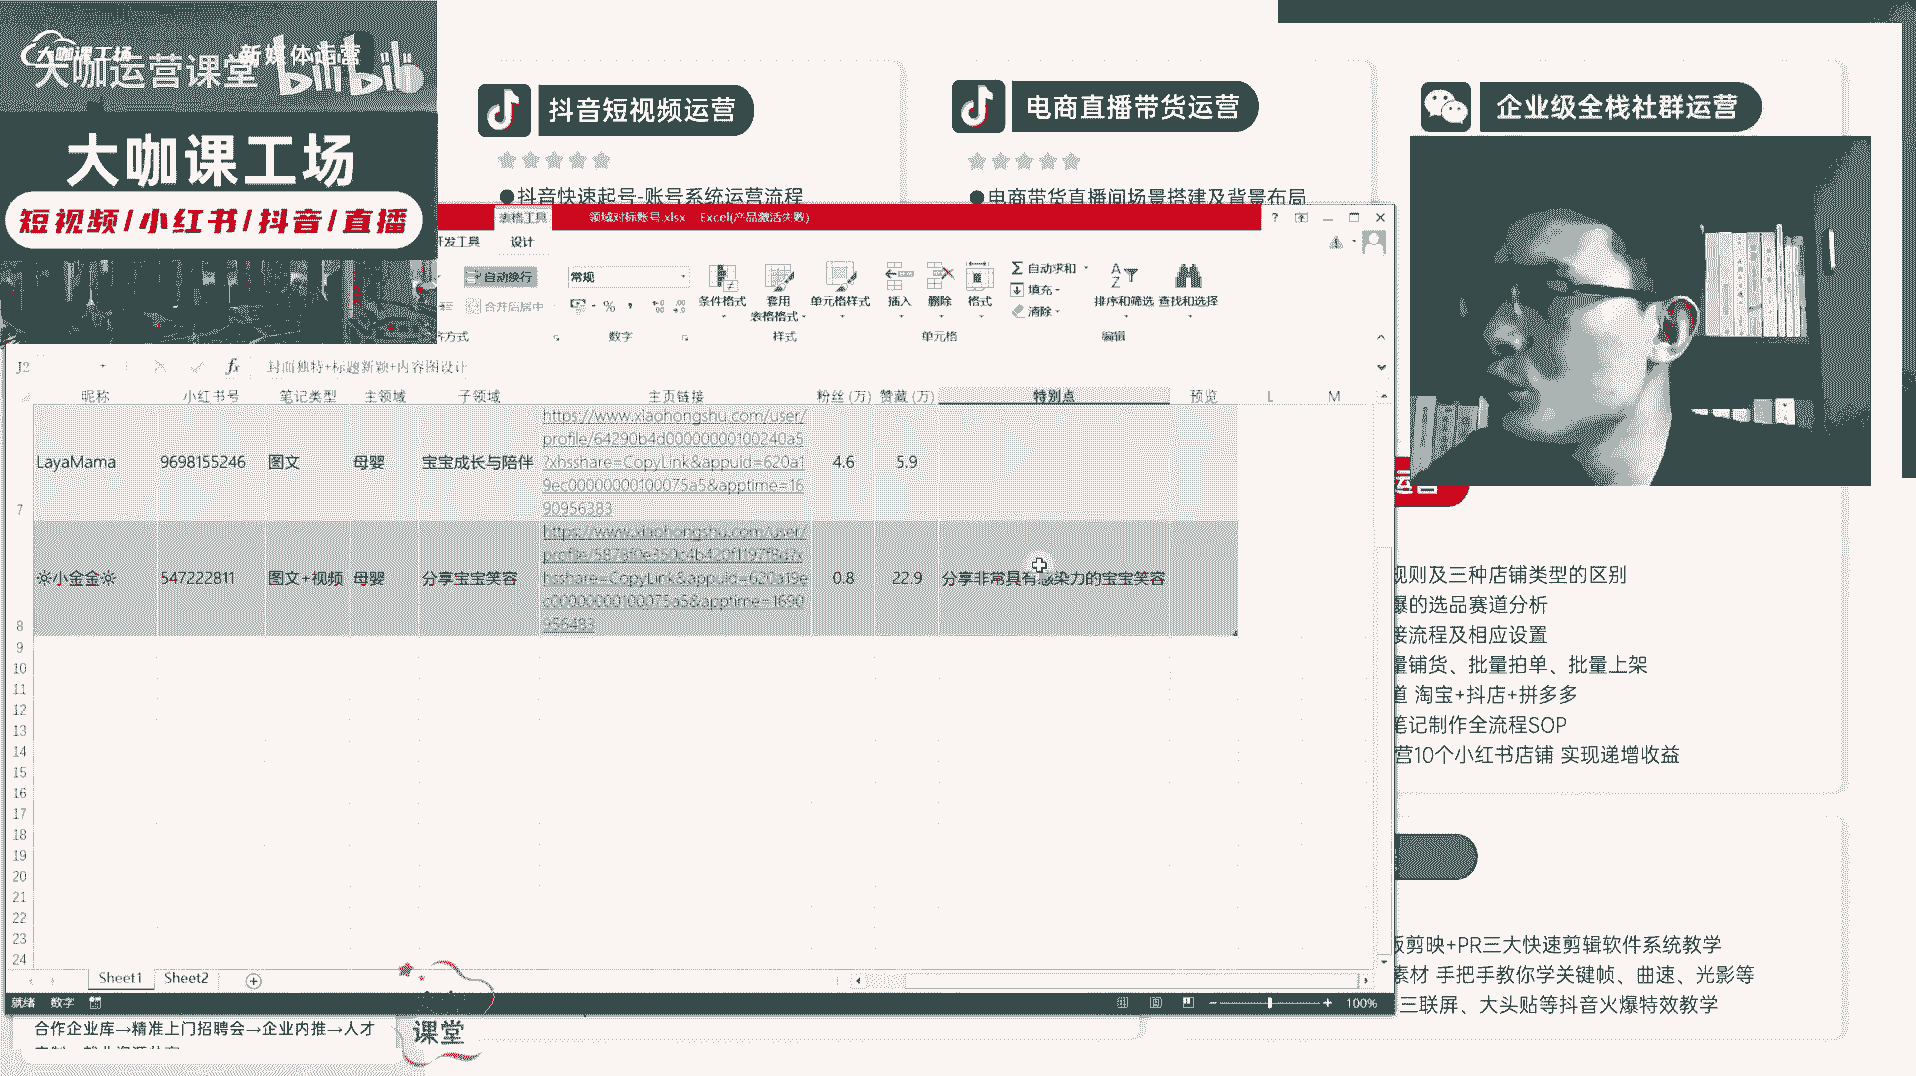 大咖课工场
大咖运营课堂
新媒体运营
bilibili
大咖课工场
短视频/小红书/抖音/直播
抖音短视频运营
●抖音快速起号-账号系统运营流程
电商直播带货运营
●电商带货直播间场景搭建及背景布局
企业级全栈社群运营
表格工具
领域对标账号.xlsx - Excel(产品激活失败)
开发工具
设计
自动换行
常规
条件格式
套用
表格格式
单元格样式
插入
删除
格式
自动求和
填充
清除
排序和筛选
查找和选择
数字
样式
单元格
编辑
J2
fx
封面独特+标题新颖+内容图设计
昵称 小红书号 笔记类型 主领域 子领域 主页链接 粉丝 (万) 赞藏 (万) 特别点 预览 L M
LayaMama 9698155246 图文 母婴 宝宝成长与陪伴
https://www.xiaohongshu.com/user/
profile/64290b4d00000000100240a5
?xhsshare=CopyLink&appuid=620a1
9ec00000000100075a5&apptime=16
90956383
4.6 5.9
7
☼小金金☼ 547222811 图文+视频 母婴 分享宝宝笑容
https://www.xiaohongshu.com/user/
hsshare=CopyLink&appuid=620a19e
c00000000100075a5&apptime=1690
956483
0.8 22.9 分享非常具有感染力的宝宝笑容
8
9
10
11
12
13
14
15
16
17
18
19
20
21
22
23
24
Sheet1 Sheet2
就绪 数字
100%
运营
规则及三种店铺类型的区别
爆的选品赛道分析
接流程及相应设置
量铺货、批量拍单、批量上架
道 淘宝+抖店+拼多多
笔记制作全流程SOP
营10个小红书店铺 实现递增收益
版剪映+PR三大快速剪辑软件系统教学
素材 手把手教你学关键帧、曲速、光影等
三联屏、大头贴等抖音火爆特效教学
合作企业库→精准上门招聘会→企业内推→人才
课堂